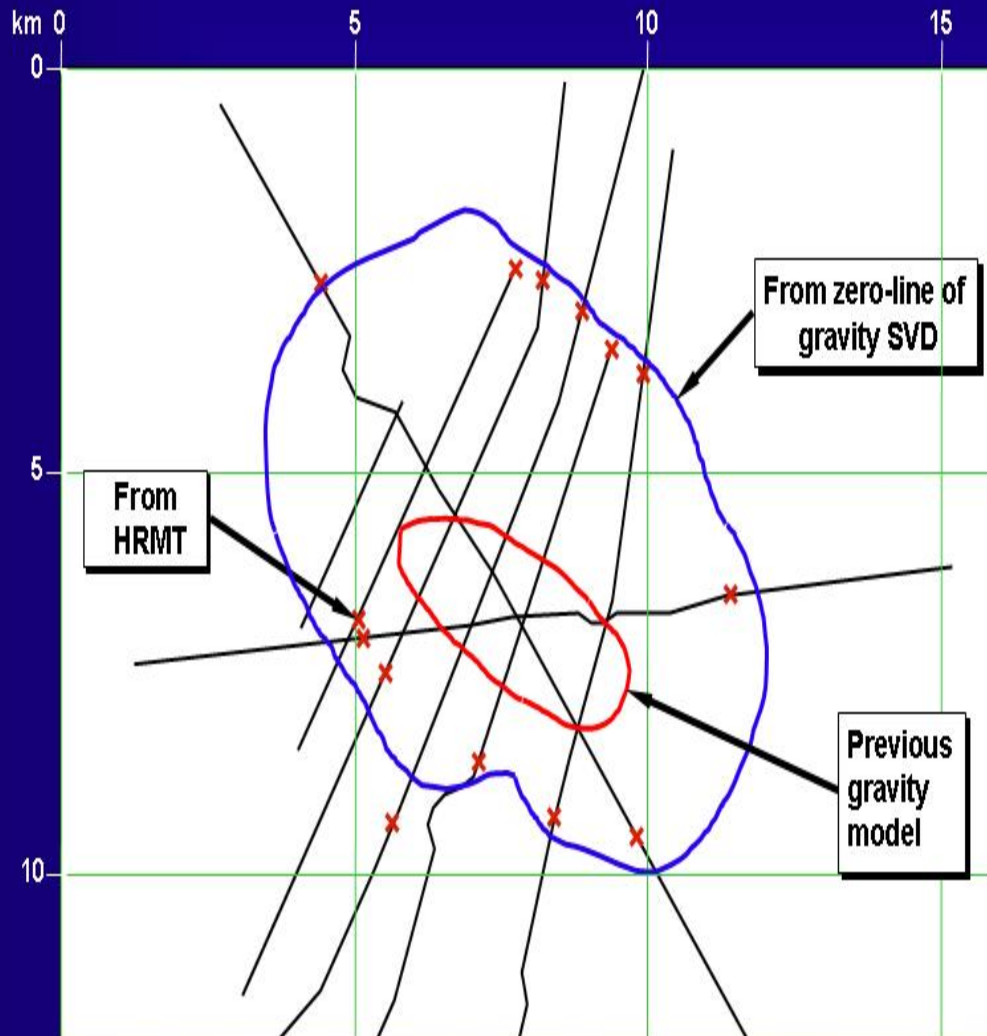 km 0 5 10 15
0
From zero-line of
gravity SVD
5
From
HRMT
Previous
gravity
model
10